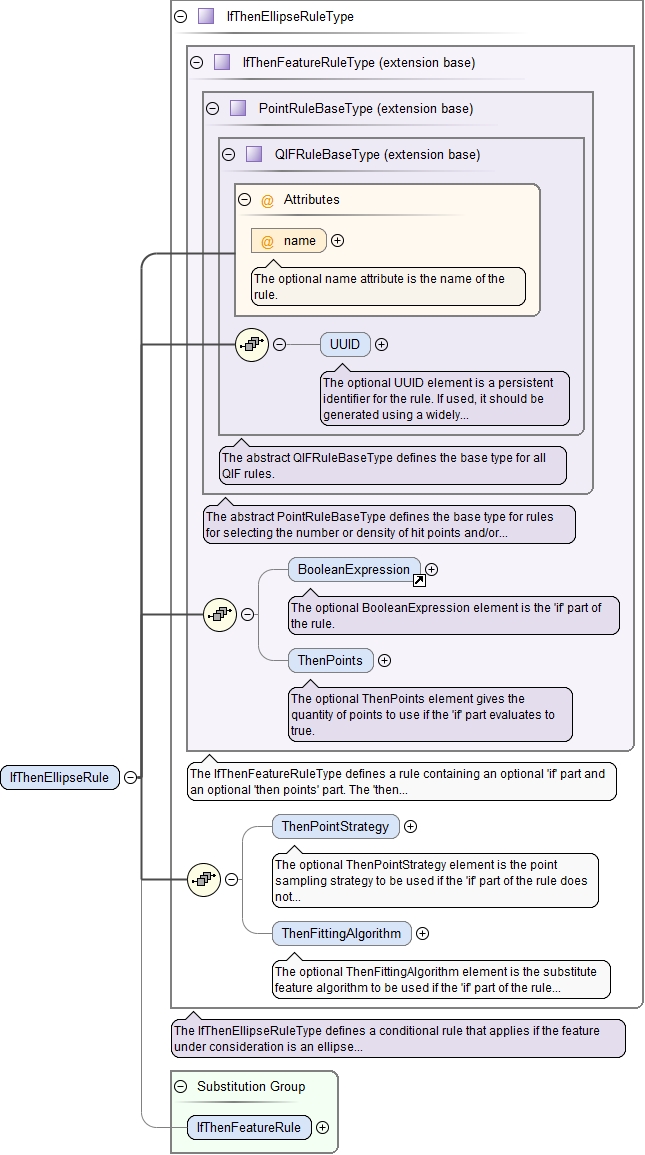 IfThenEllipseRuleType
IfThenFeatureRuleType (extension base)
PointRuleBaseType (extension base)
QIFRuleBaseType (extension base)
@ Attributes
@ name
The optional name attribute is the name of the
rule.
UUID
The optional UUID element is a persistent
identifier for the rule. If used, it should be
generated using a widely...
The abstract QIFRuleBaseType defines the base type for all
QIF rules.
The abstract PointRuleBaseType defines the base type for rules
for selecting the number or density of hit points and/or...
BooleanExpression
The optional BooleanExpression element is the 'if' part of
the rule.
ThenPoints
The optional ThenPoints element gives the
quantity of points to use if the 'if' part evaluates to
true.
IfThenEllipseRule
The IfThenFeatureRuleType defines a rule containing an optional 'if' part and
an optional 'then points' part. The 'then...
ThenPointStrategy
The optional ThenPointStrategy element is the point
sampling strategy to be used if the 'if' part of the rule does
not...
ThenFittingAlgorithm
The optional ThenFittingAlgorithm element is the substitute
feature algorithm to be used if the 'if' part of the rule...
The IfThenEllipseRuleType defines a conditional rule that applies if the feature
under consideration is an ellipse...
Substitution Group
IfThenFeatureRule